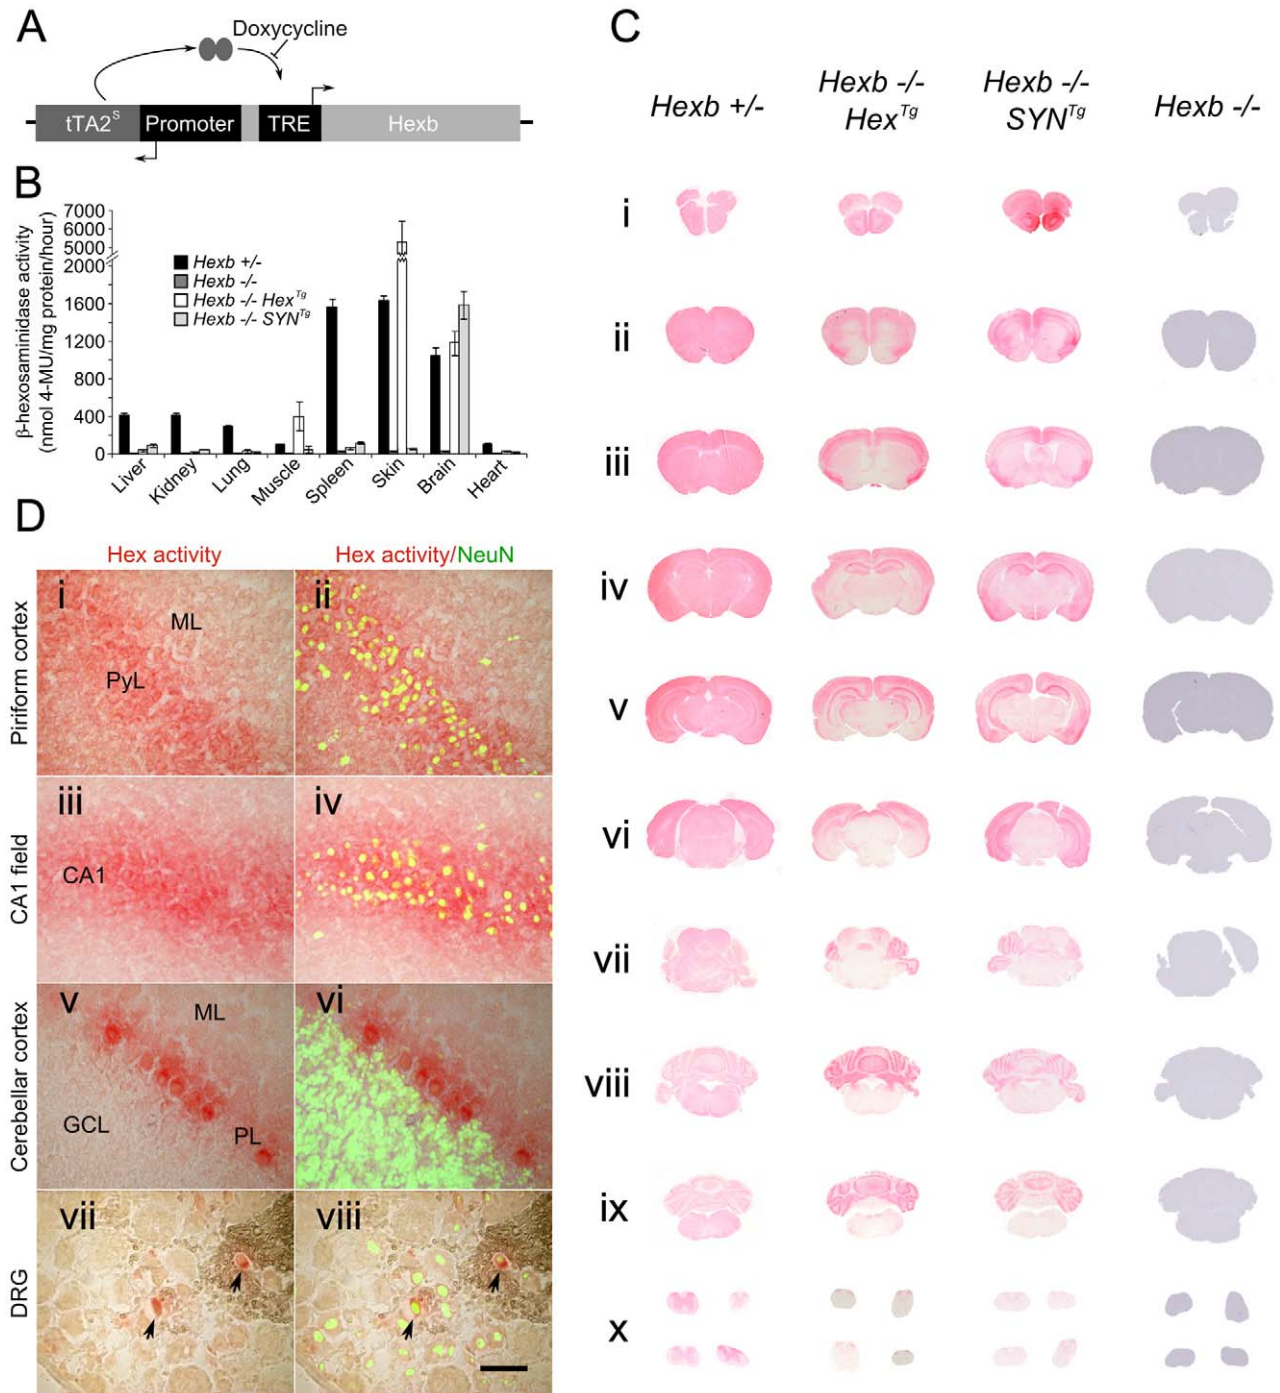 A
Doxycycline
tTA2S Promoter TRE Hexb
B
β-hexosaminidase activity
(nmol 4-MU/mg protein/hour)
7000
6000
5000
2000
1600
1200
800
400
0
Hexb +/-
Hexb -/-
Hexb -/- HexTg
Hexb -/- SYNTg
Liver Kidney Lung Muscle Spleen Skin Brain Heart
C
Hexb +/- Hexb -/- HexTg Hexb -/- SYNTg Hexb -/-
i
ii
iii
iv
v
vi
vii
viii
ix
x
D
Hex activity Hex activity/NeuN
Piriform cortex
i ML PyL
ii
CA1 field
iii CA1
iv
Cerebellar cortex
v ML GCL PL
vi
DRG
vii
viii